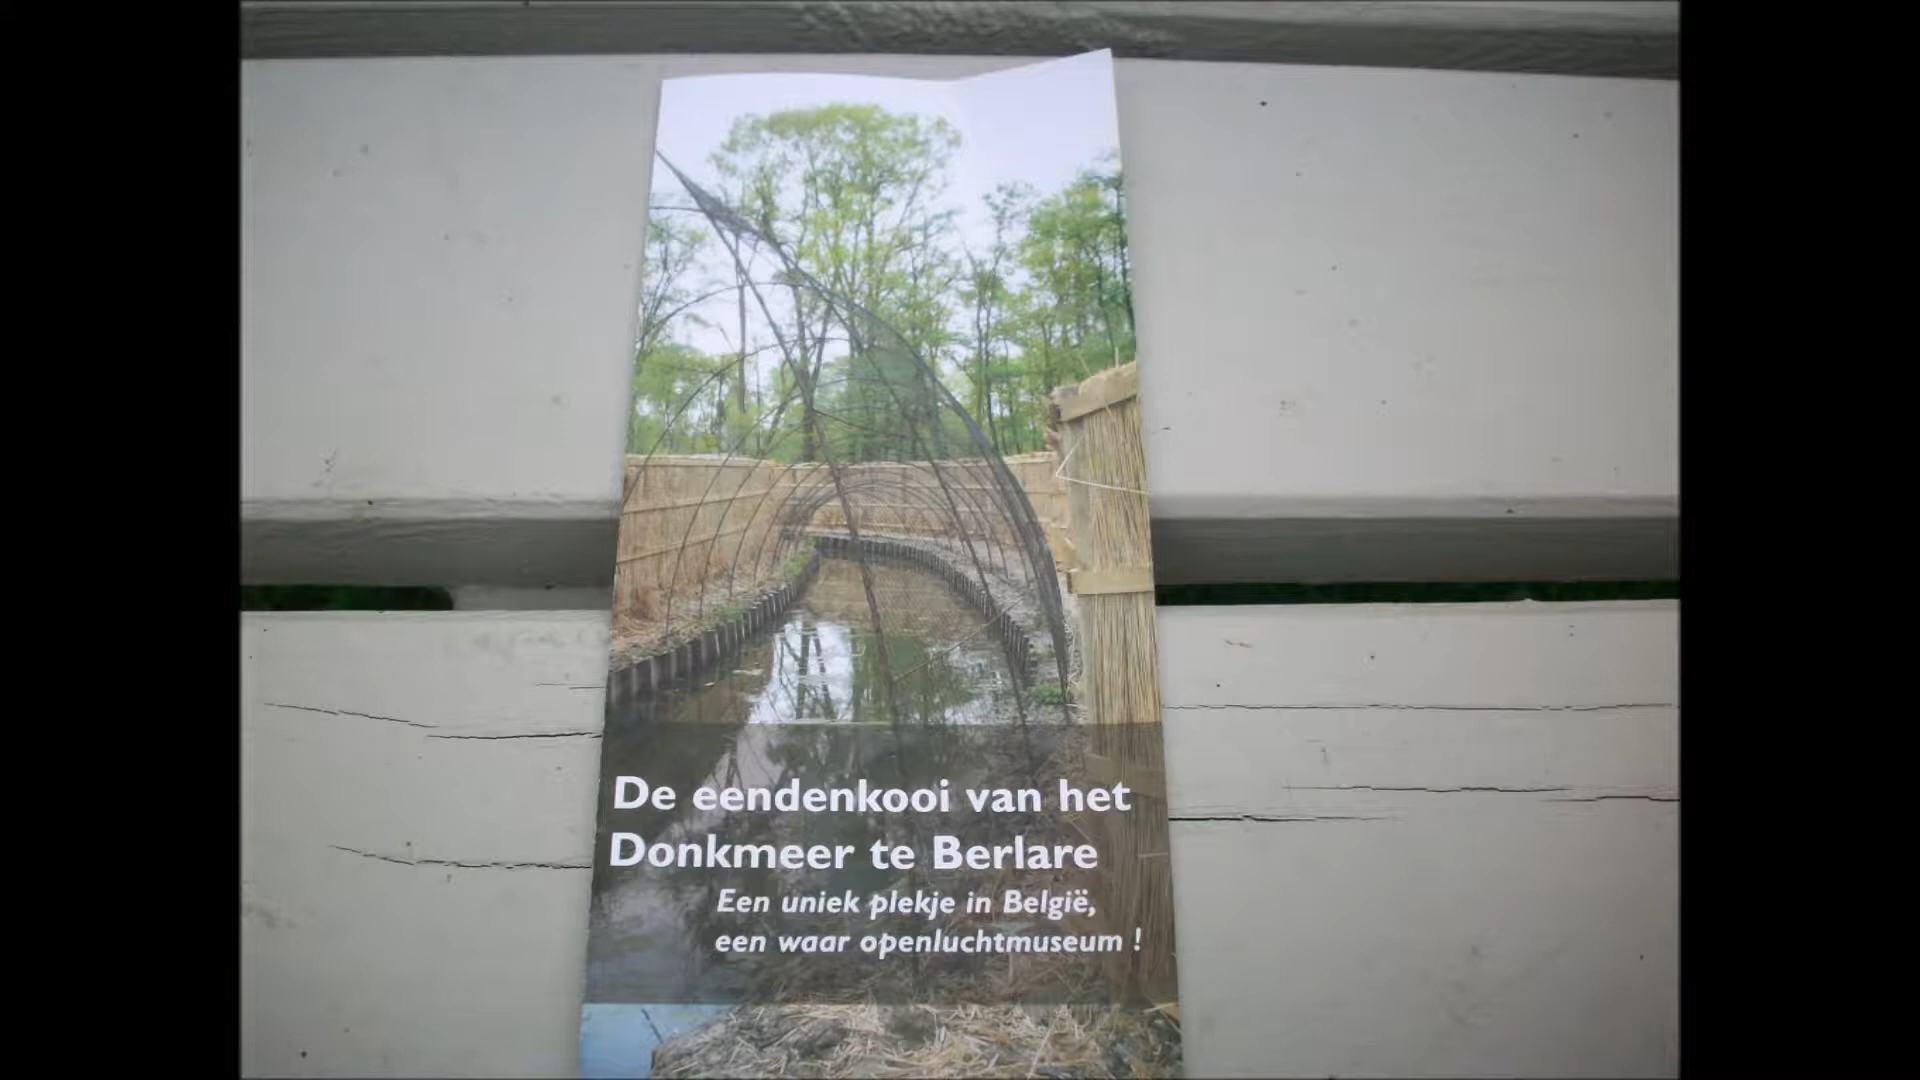 De eendenkooi van het
Donkmeer te Berlare
Een uniek plekje in België,
een waar openluchtmuseum !